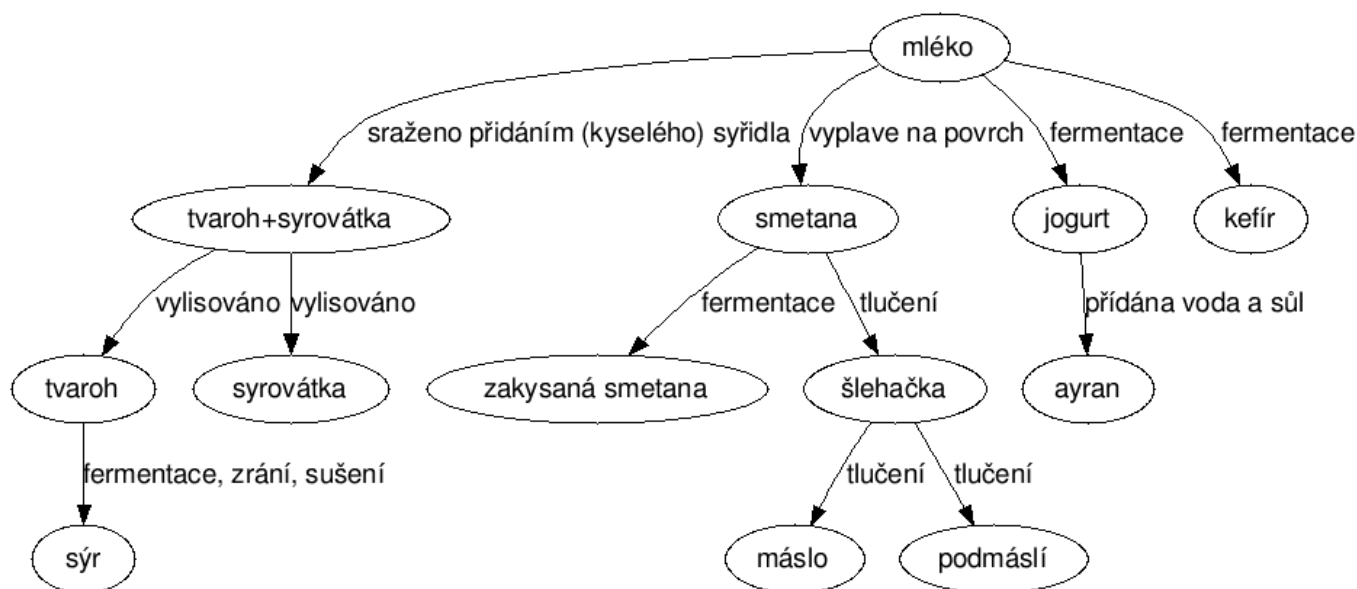 mléko
sraženo přidáním (kyselého) syřidla
vyplave na povrch
fermentace
fermentace
tvaroh+syrovátka
smetana
jogurt
kefír
vylisováno
vylisováno
fermentace
tlučení
přídána voda a sůl
tvaroh
syrovátka
zakysaná smetana
šlehačka
ayran
fermentace, zrání, sušení
tlučení
tlučení
sýr
máslo
podmáslí